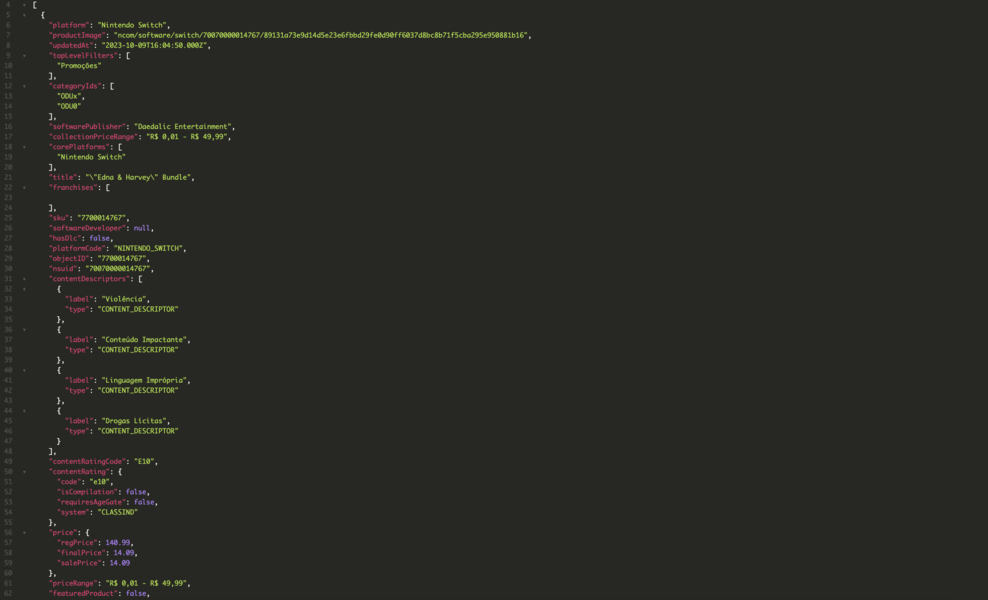 4 [
5 {
6 "platform": "Nintendo Switch",
7 "productImage": "ncom/software/switch/70070000014767/89131a73e9d14d5e23e6fbbd29fe0d90ff6037d8bc8b71f5cba295e950881b16",
8 "updatedAt": "2023-10-09T16:04:50.000Z",
9 "topLevelFilters": [
10 "Promoções"
11 ],
12 "categoryIds": [
13 "ODUx",
14 "ODU0"
15 ],
16 "softwarePublisher": "Daedalic Entertainment",
17 "collectionPriceRange": "R$ 0,01 - R$ 49,99",
18 "corePlatforms": [
19 "Nintendo Switch"
20 ],
21 "title": "\"Edna & Harvey\" Bundle",
22 "franchises": [
23
24 ],
25 "sku": "7700014767",
26 "softwareDeveloper": null,
27 "hasDlc": false,
28 "platformCode": "NINTENDO_SWITCH",
29 "objectID": "7700014767",
30 "nsuid": "70070000014767",
31 "contentDescriptors": [
32 {
33 "label": "Violência",
34 "type": "CONTENT_DESCRIPTOR"
35 },
36 {
37 "label": "Conteúdo Impactante",
38 "type": "CONTENT_DESCRIPTOR"
39 },
40 {
41 "label": "Linguagem Imprópria",
42 "type": "CONTENT_DESCRIPTOR"
43 },
44 {
45 "label": "Drogas Lícitas",
46 "type": "CONTENT_DESCRIPTOR"
47 }
48 ],
49 "contentRatingCode": "E10",
50 "contentRating": {
51 "code": "e10",
52 "isCompilation": false,
53 "requiresAgeGate": false,
54 "system": "CLASSIND"
55 },
56 "price": {
57 "regPrice": 140.99,
58 "finalPrice": 14.09,
59 "salePrice": 14.09
60 },
61 "priceRange": "R$ 0,01 - R$ 49,99",
62 "featuredProduct": false,